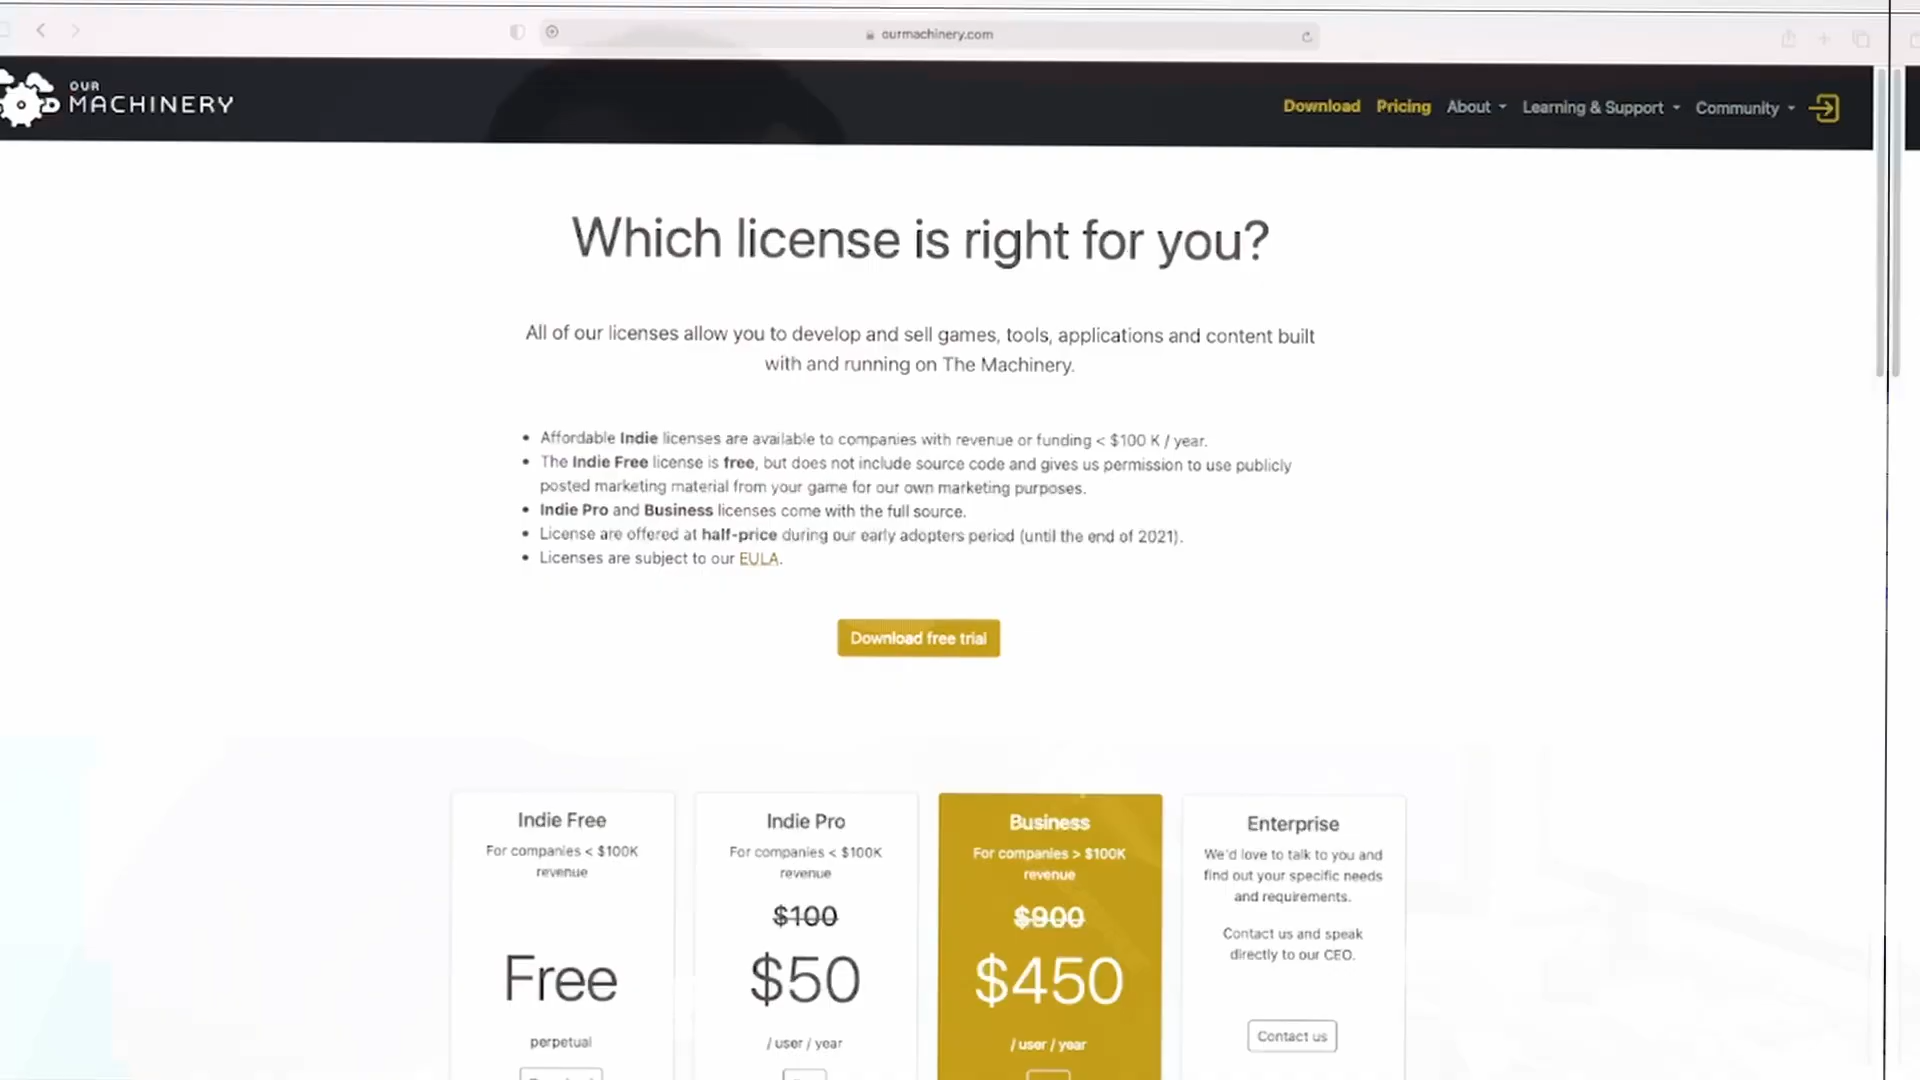 ourmachinery.com
OUR
MACHINERY
Download Pricing About Learning & Support Community
Which license is right for you?
All of our licenses allow you to develop and sell games, tools, applications and content built
with and running on The Machinery.
• Affordable Indie licenses are available to companies with revenue or funding < $100 K / year.
• The Indie Free license is free, but does not include source code and gives us permission to use publicly
posted marketing material from your game for our own marketing purposes.
• Indie Pro and Business licenses come with the full source.
• License are offered at half-price during our early adopters period (until the end of 2021).
• Licenses are subject to our EULA.
Download free trial
Indie Free
For companies < $100K
revenue
Free
perpetual
Indie Pro
For companies < $100K
revenue
$100
$50
/ user / year
Business
For companies > $100K
revenue
$900
$450
/ user / year
Enterprise
We'd love to talk to you and
find out your specific needs
and requirements.
Contact us and speak
directly to our CEO.
Contact us